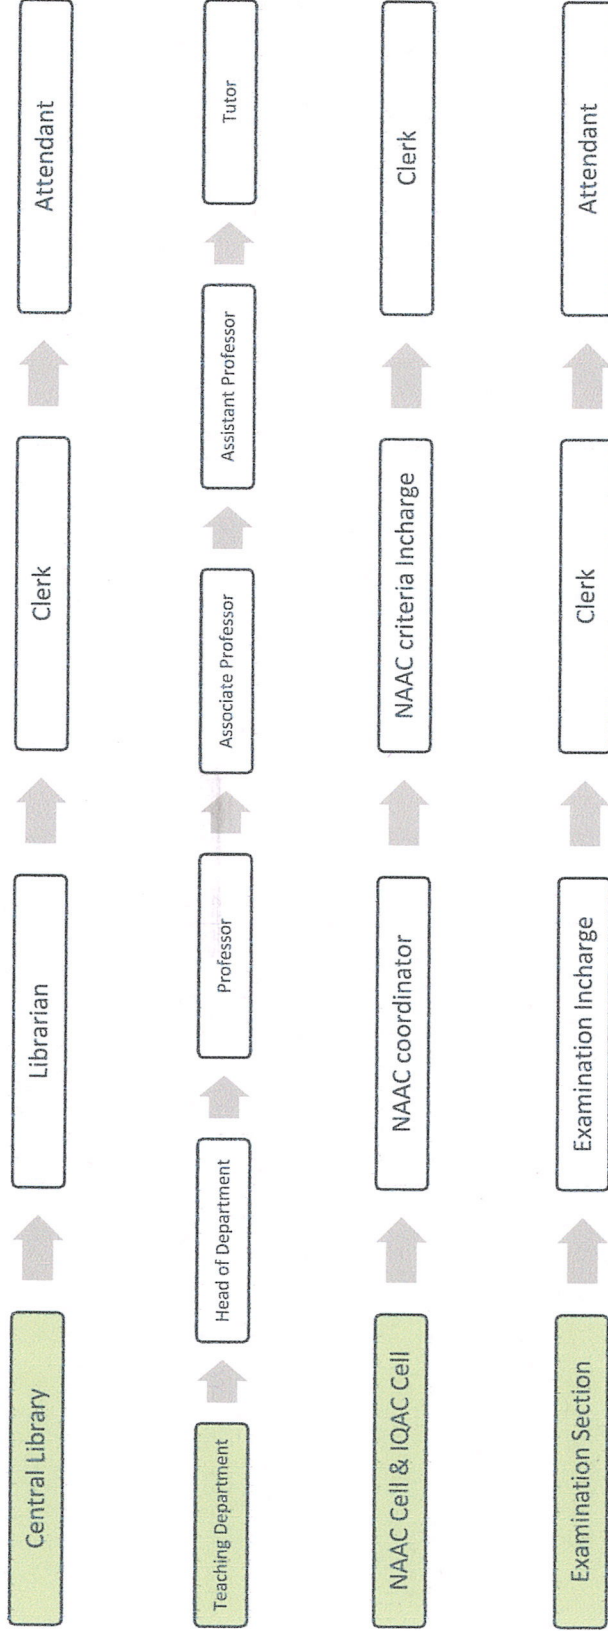 Central Library
Librarian
Clerk
Attendant
Teaching Department
Head of Department
Professor
Associate Professor
Assistant Professor
Tutor
NAAC Cell & IQAC Cell
NAAC coordinator
NAAC criteria Incharge
Clerk
Examination Section
Examination Incharge
Clerk
Attendant